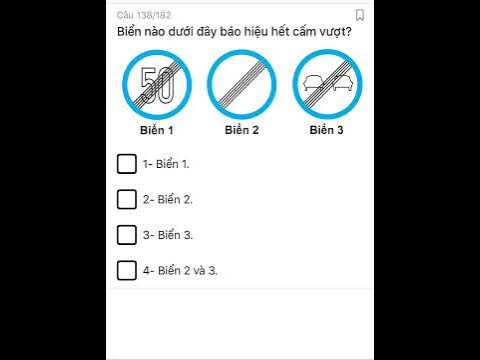 Câu 138/182
Biển nào dưới đây báo hiệu hết cấm vượt?
50
Biển 1 Biển 2 Biển 3
1- Biển 1.
2- Biển 2.
3- Biển 3.
4- Biển 2 và 3.